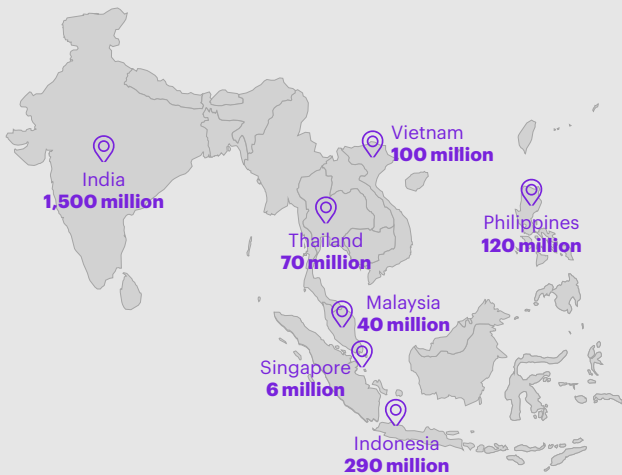 Vietnam
100 million
India
1,500 million
Philippines
120 million
Thailand
70 million
Malaysia
40 million
Singapore
6 million
Indonesia
290 million